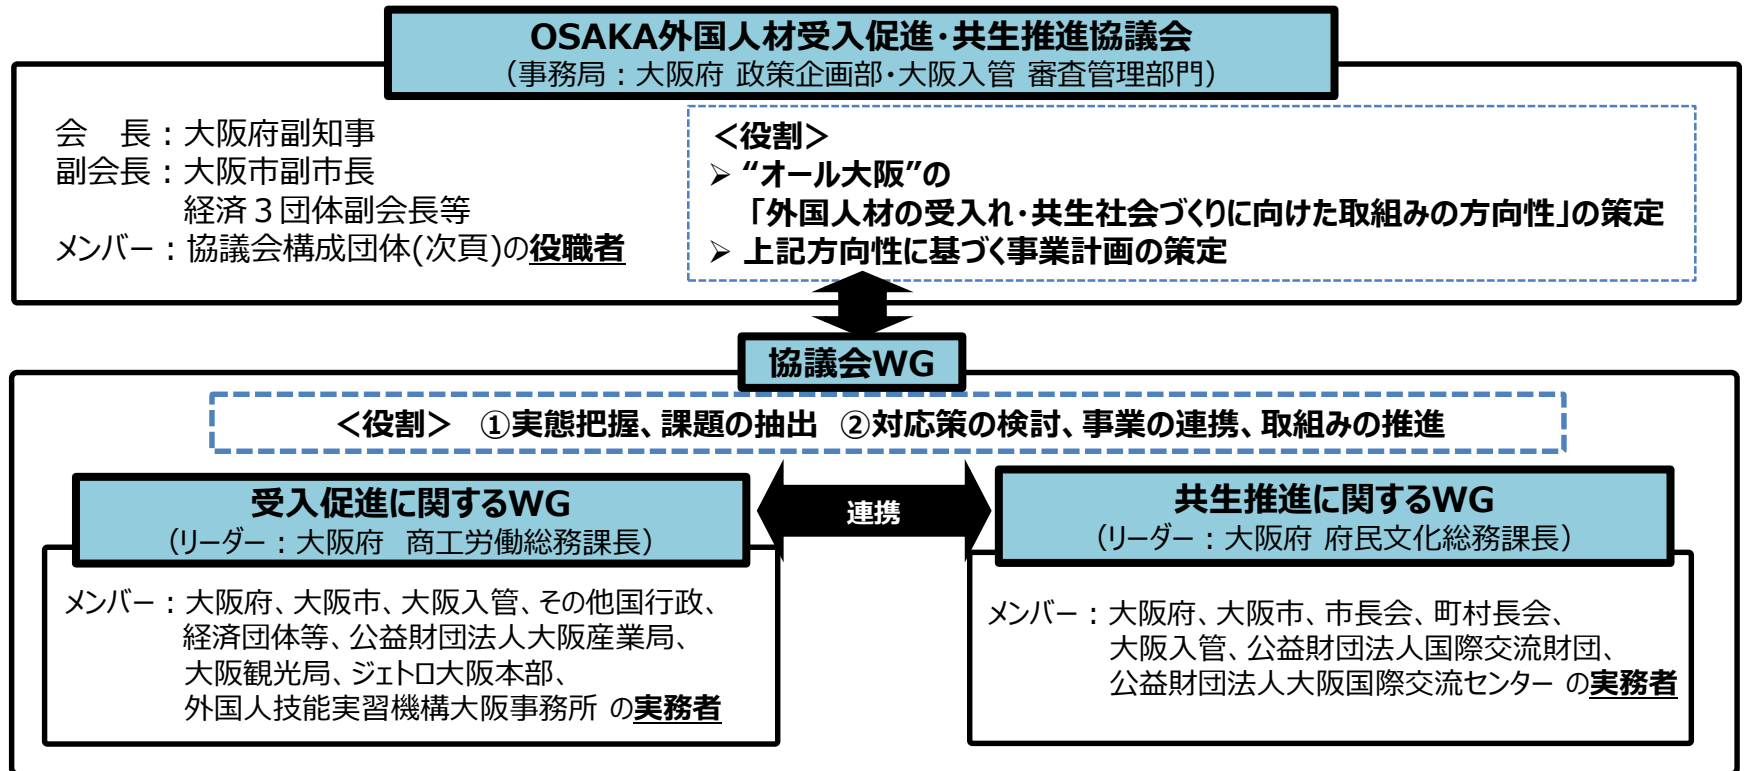 OSAKA外国人材受入促進・共生推進協議会
（事務局：大阪府 政策企画部・大阪入管 審査管理部門）
会　長：大阪府副知事
副会長：大阪市副市長
経済３団体副会長等
メンバー：協議会構成団体(次頁)の役職者
＜役割＞
➢ “オール大阪”の
「外国人材の受入れ・共生社会づくりに向けた取組みの方向性」の策定
➢ 上記方向性に基づく事業計画の策定
協議会WG
＜役割＞ ①実態把握、課題の抽出 ②対応策の検討、事業の連携、取組みの推進
受入促進に関するWG
（リーダー：大阪府　商工労働総務課長）
メンバー：大阪府、大阪市、大阪入管、その他国行政、
経済団体等、公益財団法人大阪産業局、
大阪観光局、ジェトロ大阪本部、
外国人技能実習機構大阪事務所 の実務者
連携
共生推進に関するWG
（リーダー：大阪府 府民文化総務課長）
メンバー：大阪府、大阪市、市長会、町村長会、
大阪入管、公益財団法人国際交流財団、
公益財団法人大阪国際交流センター の実務者